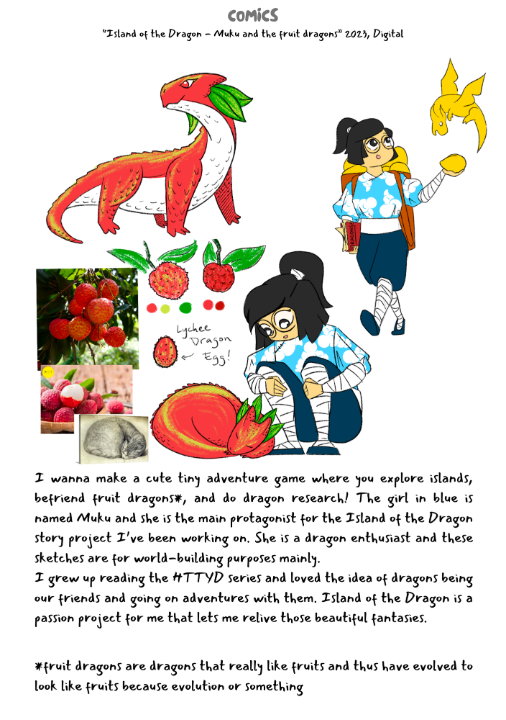 COMICS
"Island of the Dragon – Muku and the fruit dragons" 2023, Digital
Lychee
Dragon
Egg!
I wanna make a cute tiny adventure game where you explore islands,
befriend fruit dragons*, and do dragon research! The girl in blue is
named Muku and she is the main protagonist for the Island of the Dragon
story project I've been working on. She is a dragon enthusiast and these
sketches are for world-building purposes mainly.
I grew up reading the HTTYD series and loved the idea of dragons being
our friends and going on adventures with them. Island of the Dragon is a
passion project for me that lets me relive those beautiful fantasies.
*fruit dragons are dragons that really like fruits and thus have evolved to
look like fruits because evolution or something